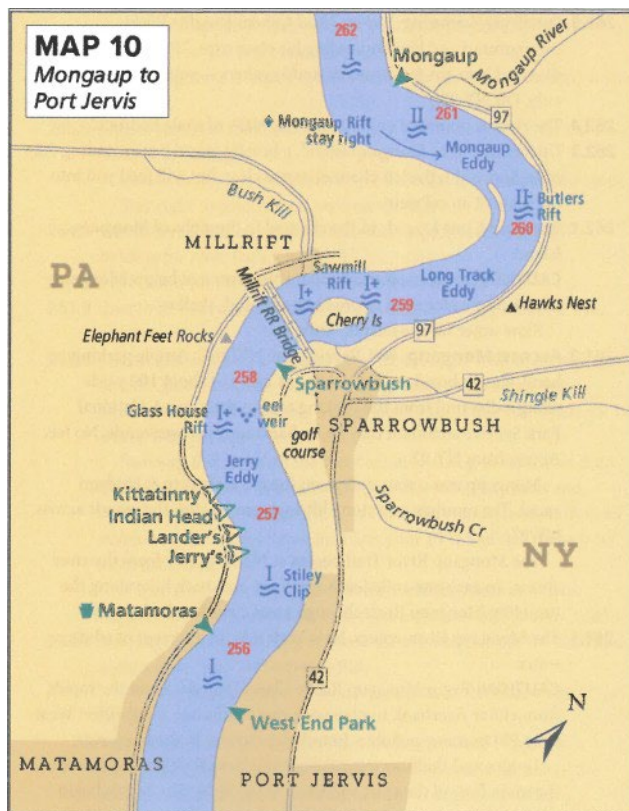 MAP 10
Mongaup to
Port Jervis
262
I
Mongaup
Mongaup River
Mongaup Rift
stay right
II
261
97
Mongaup
Eddy
Bush Kill
II-
Butlers
Rift
260
MILLRIFT
PA
Sawmill
Rift
I+
I+
259
Long Track
Eddy
Cherry Is
Hawks Nest
Millrift RR Bridge
97
Elephant Feet Rocks
258
Sparrowbush
42
Shingle Kill
Glass House
Rift
I+
eel
weir
golf
course
SPARROWBUSH
Jerry Eddy
Kittatinny
Indian Head
Lander's
Jerry's
257
Sparrowbush Cr
NY
I
Stiley
Clip
Matamoras
256
I
42
West End Park
N
MATAMORAS
PORT JERVIS